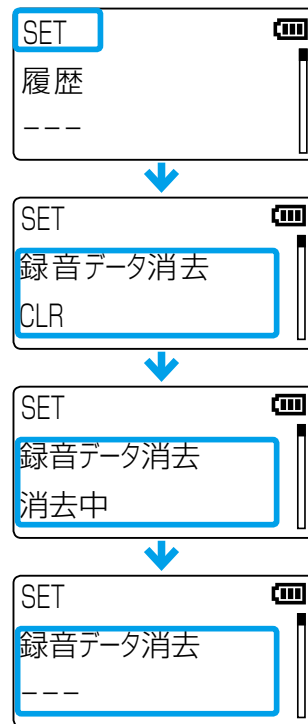 SET
履歴
---
SET
録音データ消去
CLR
SET
録音データ消去
消去中
SET
録音データ消去
---